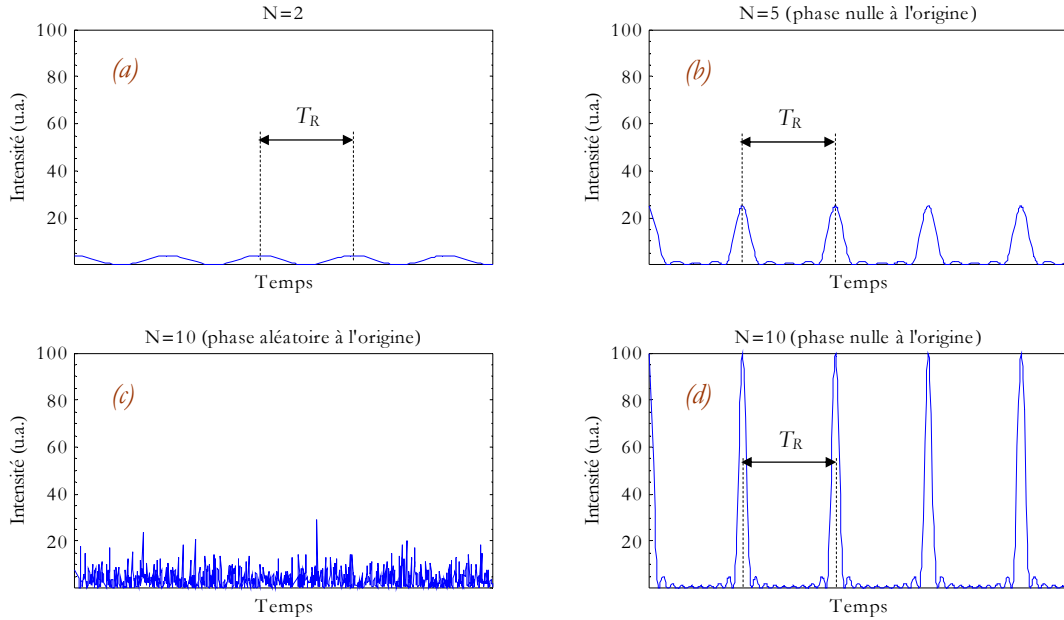 N=2
100
80
60
40
20
Intensité (u.a.)
(a)
T_R
Temps
N=5 (phase nulle à l'origine)
100
80
60
40
20
Intensité (u.a.)
(b)
T_R
Temps
N=10 (phase aléatoire à l'origine)
100
80
60
40
20
Intensité (u.a.)
(c)
Temps
N=10 (phase nulle à l'origine)
100
80
60
40
20
Intensité (u.a.)
(d)
T_R
Temps